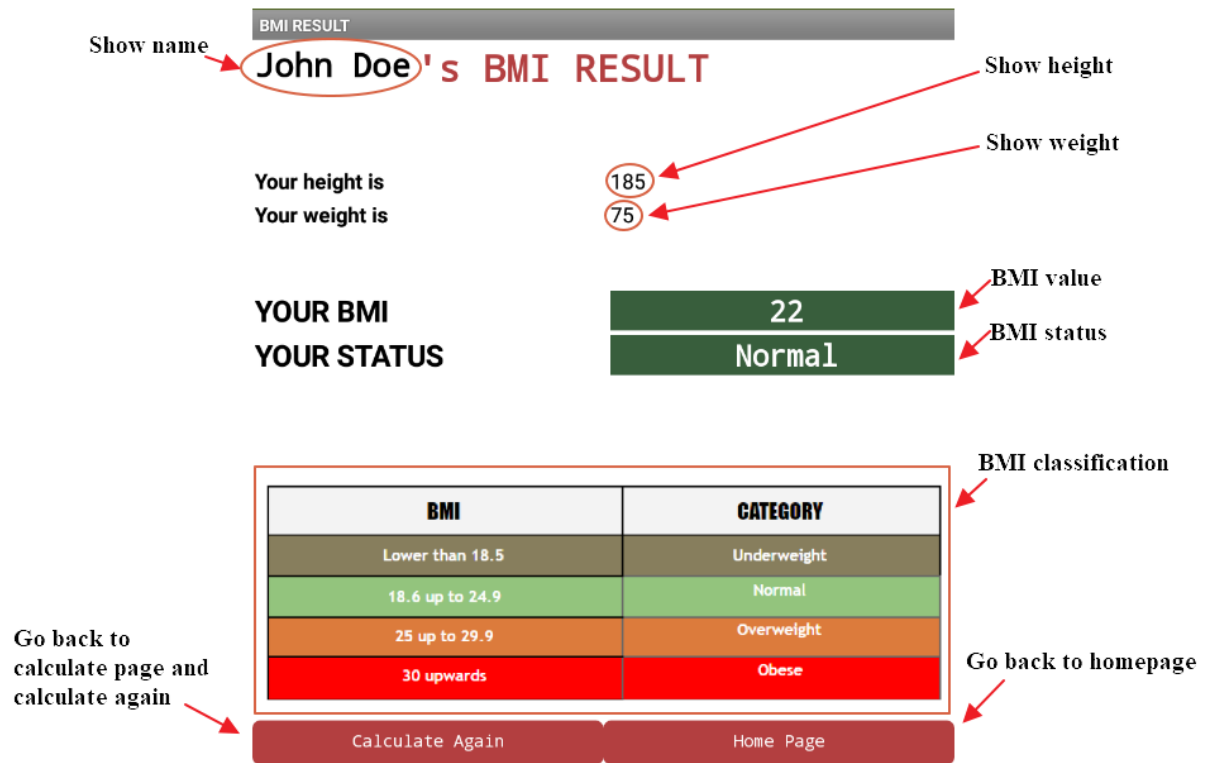 BMI RESULT
Show name
John Doe's BMI RESULT
Show height
Show weight
Your height is 185
Your weight is 75
BMI value
YOUR BMI 22
BMI status
YOUR STATUS Normal
BMI classification
BMI CATEGORY
Lower than 18.5 Underweight
18.6 up to 24.9 Normal
25 up to 29.9 Overweight
30 upwards Obese
Go back to
calculate page and
calculate again
Go back to homepage
Calculate Again Home Page